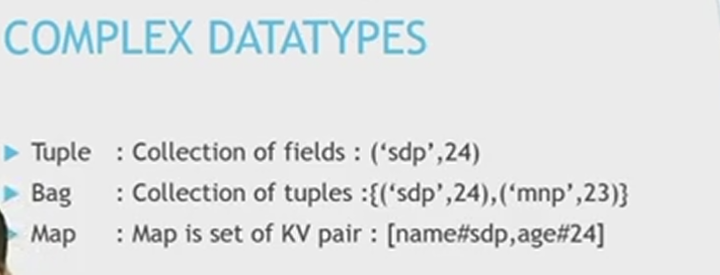 COMPLEX DATATYPES
Tuple : Collection of fields : (‘sdp’,24)
Bag : Collection of tuples :{(‘sdp’,24),(‘mnp’,23)}
Map : Map is set of KV pair : [name#sdp,age#24]